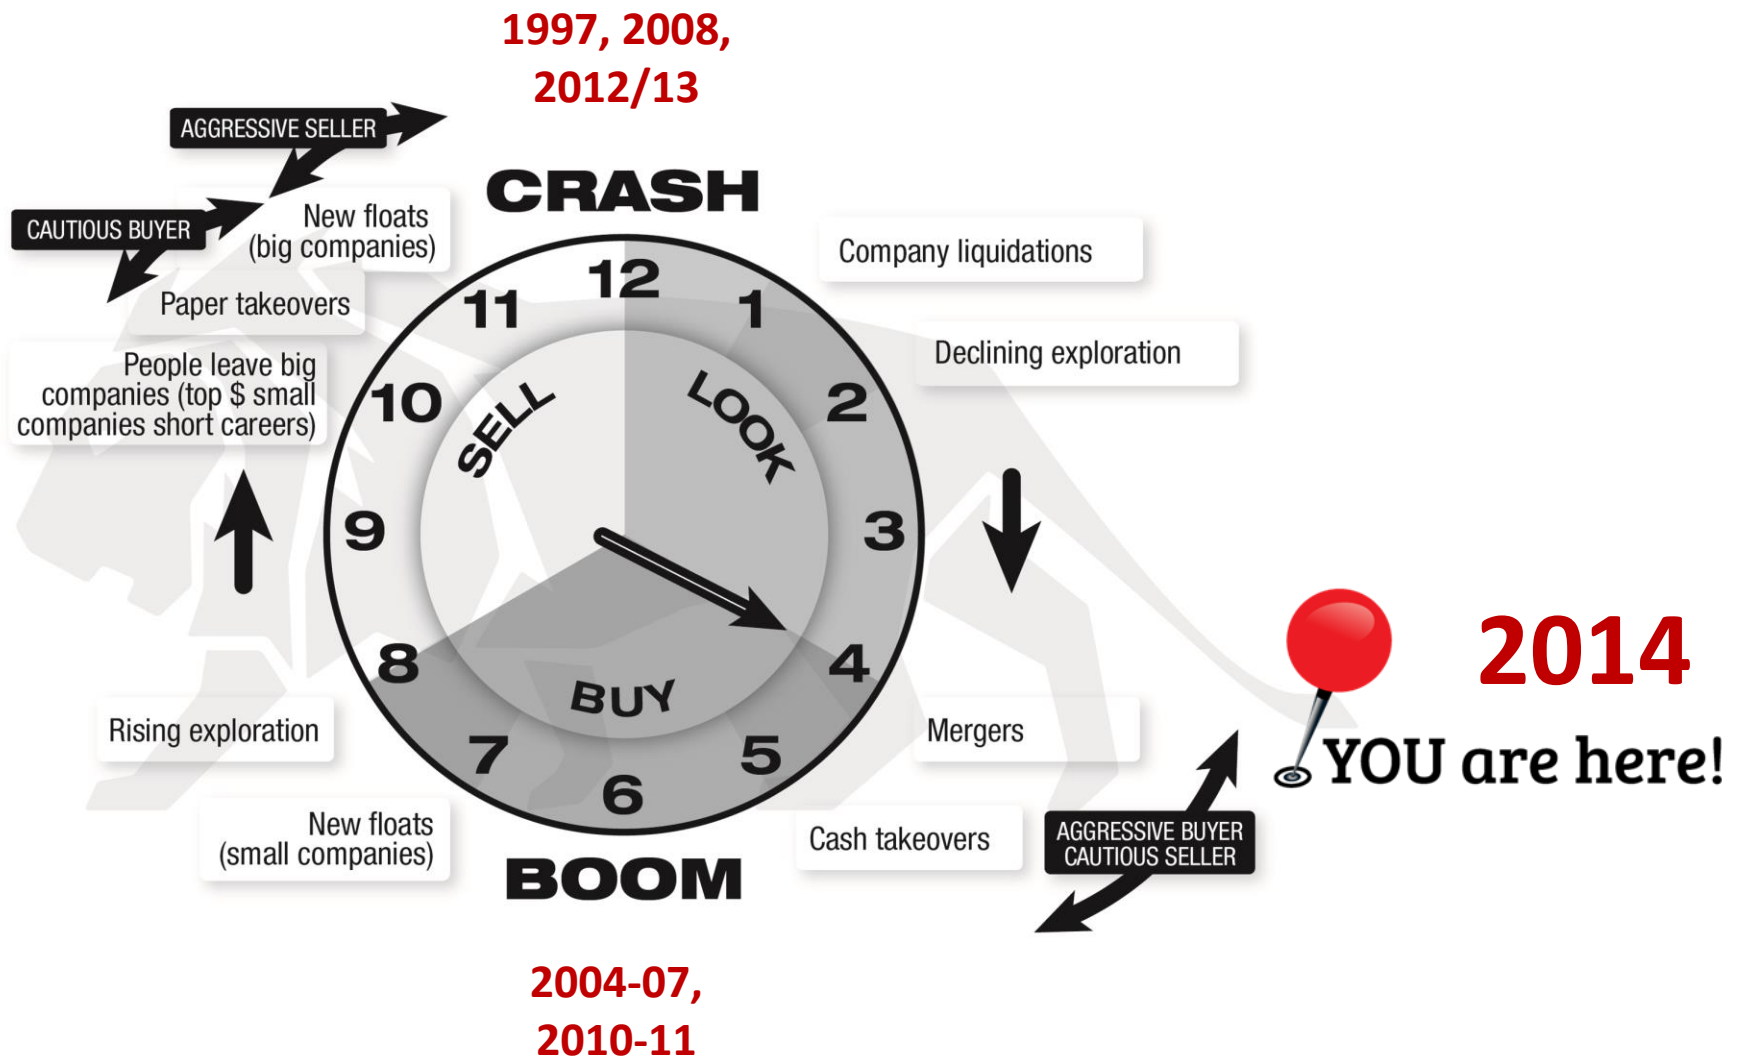 1997, 2008,
2012/13
AGGRESSIVE SELLER
CAUTIOUS BUYER
New floats
(big companies)
Paper takeovers
People leave big
companies (top $ small
companies short careers)
CRASH
Company liquidations
Declining exploration
12
1
2
3
4
5
6
7
8
9
10
11
SELL
LOOK
BUY
Rising exploration
New floats
(small companies)
BOOM
Mergers
Cash takeovers
AGGRESSIVE BUYER
CAUTIOUS SELLER
2014
YOU are here!
2004-07,
2010-11